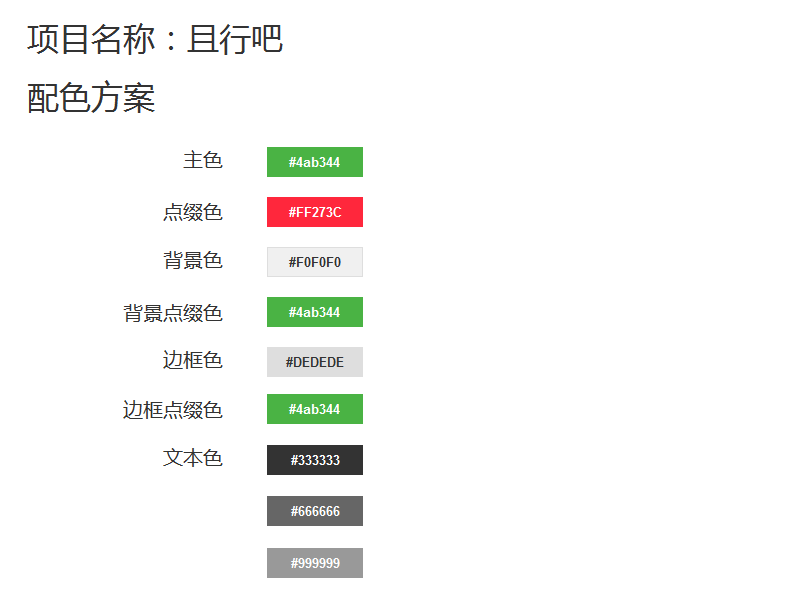 项目名称：且行吧
配色方案
主色 #4ab344
点缀色 #FF273C
背景色 #F0F0F0
背景点缀色 #4ab344
边框色 #DEDEDE
边框点缀色 #4ab344
文本色 #333333
#666666
#999999